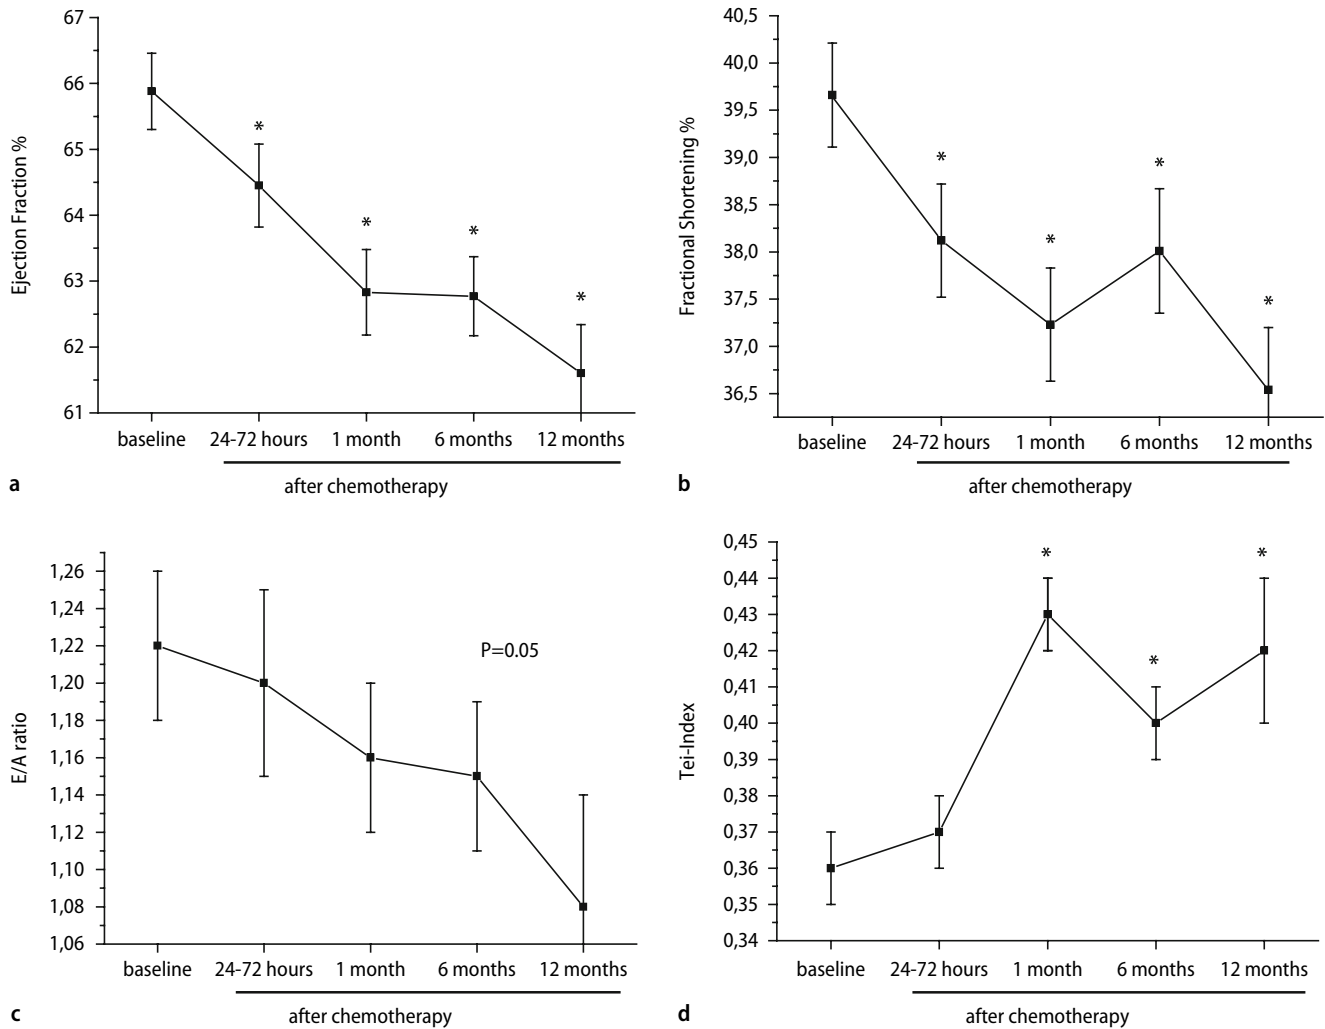 67
66
65
64
63
62
61
Ejection Fraction %
*
*
*
*
baseline 24-72 hours 1 month 6 months 12 months
after chemotherapy
a
40,5
40,0
39,5
39,0
38,5
38,0
37,5
37,0
36,5
Fractional Shortening %
*
*
*
*
baseline 24-72 hours 1 month 6 months 12 months
after chemotherapy
b
1,26
1,24
1,22
1,20
1,18
1,16
1,14
1,12
1,10
1,08
1,06
E/A ratio
P=0.05
baseline 24-72 hours 1 month 6 months 12 months
after chemotherapy
c
0,45
0,44
0,43
0,42
0,41
0,40
0,39
0,38
0,37
0,36
0,35
0,34
Tei-Index
*
*
*
baseline 24-72 hours 1 month 6 months 12 months
after chemotherapy
d